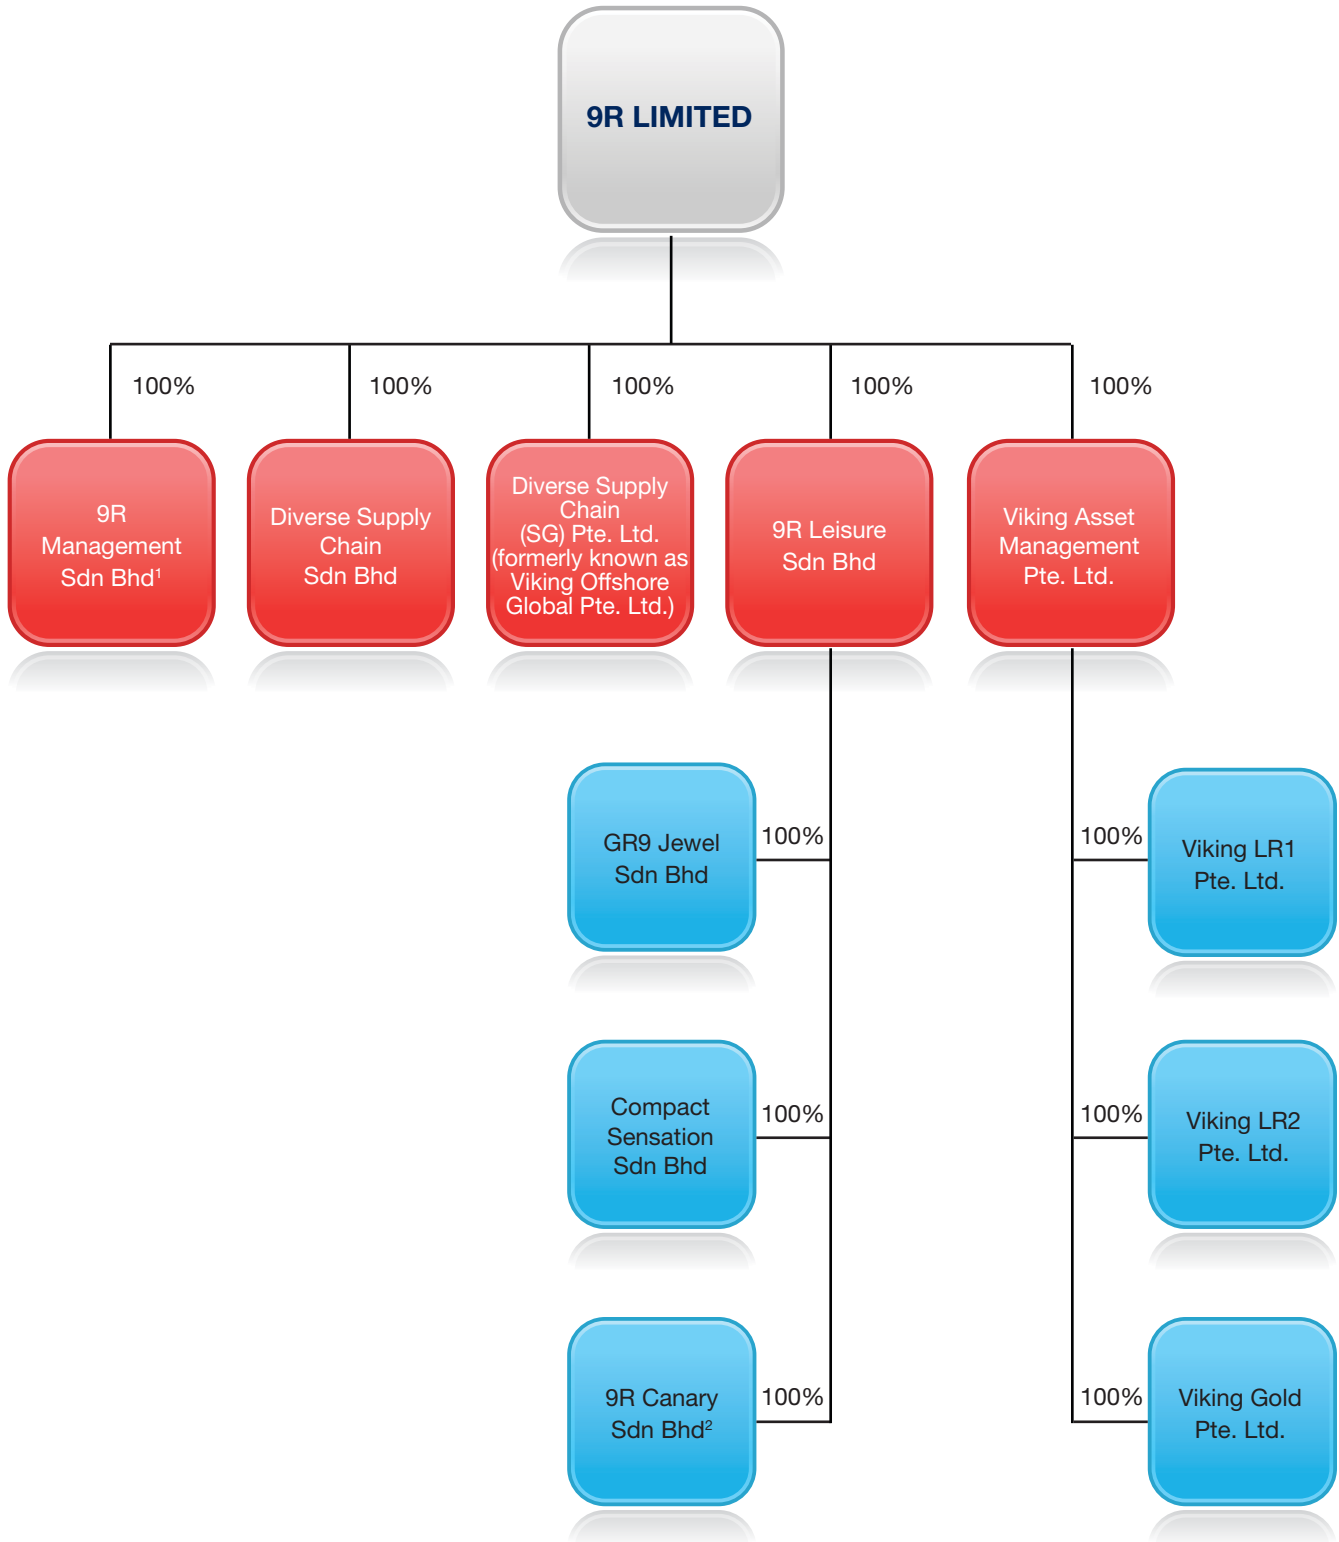 9R LIMITED
100%
100%
100%
100%
100%
9R
Management
Sdn Bhd¹
Diverse Supply
Chain
Sdn Bhd
Diverse Supply
Chain
(SG) Pte. Ltd.
(formerly known as
Viking Offshore
Global Pte. Ltd.)
9R Leisure
Sdn Bhd
Viking Asset
Management
Pte. Ltd.
GR9 Jewel
Sdn Bhd
100%
100%
Viking LR1
Pte. Ltd.
Compact
Sensation
Sdn Bhd
100%
100%
Viking LR2
Pte. Ltd.
9R Canary
Sdn Bhd²
100%
100%
Viking Gold
Pte. Ltd.